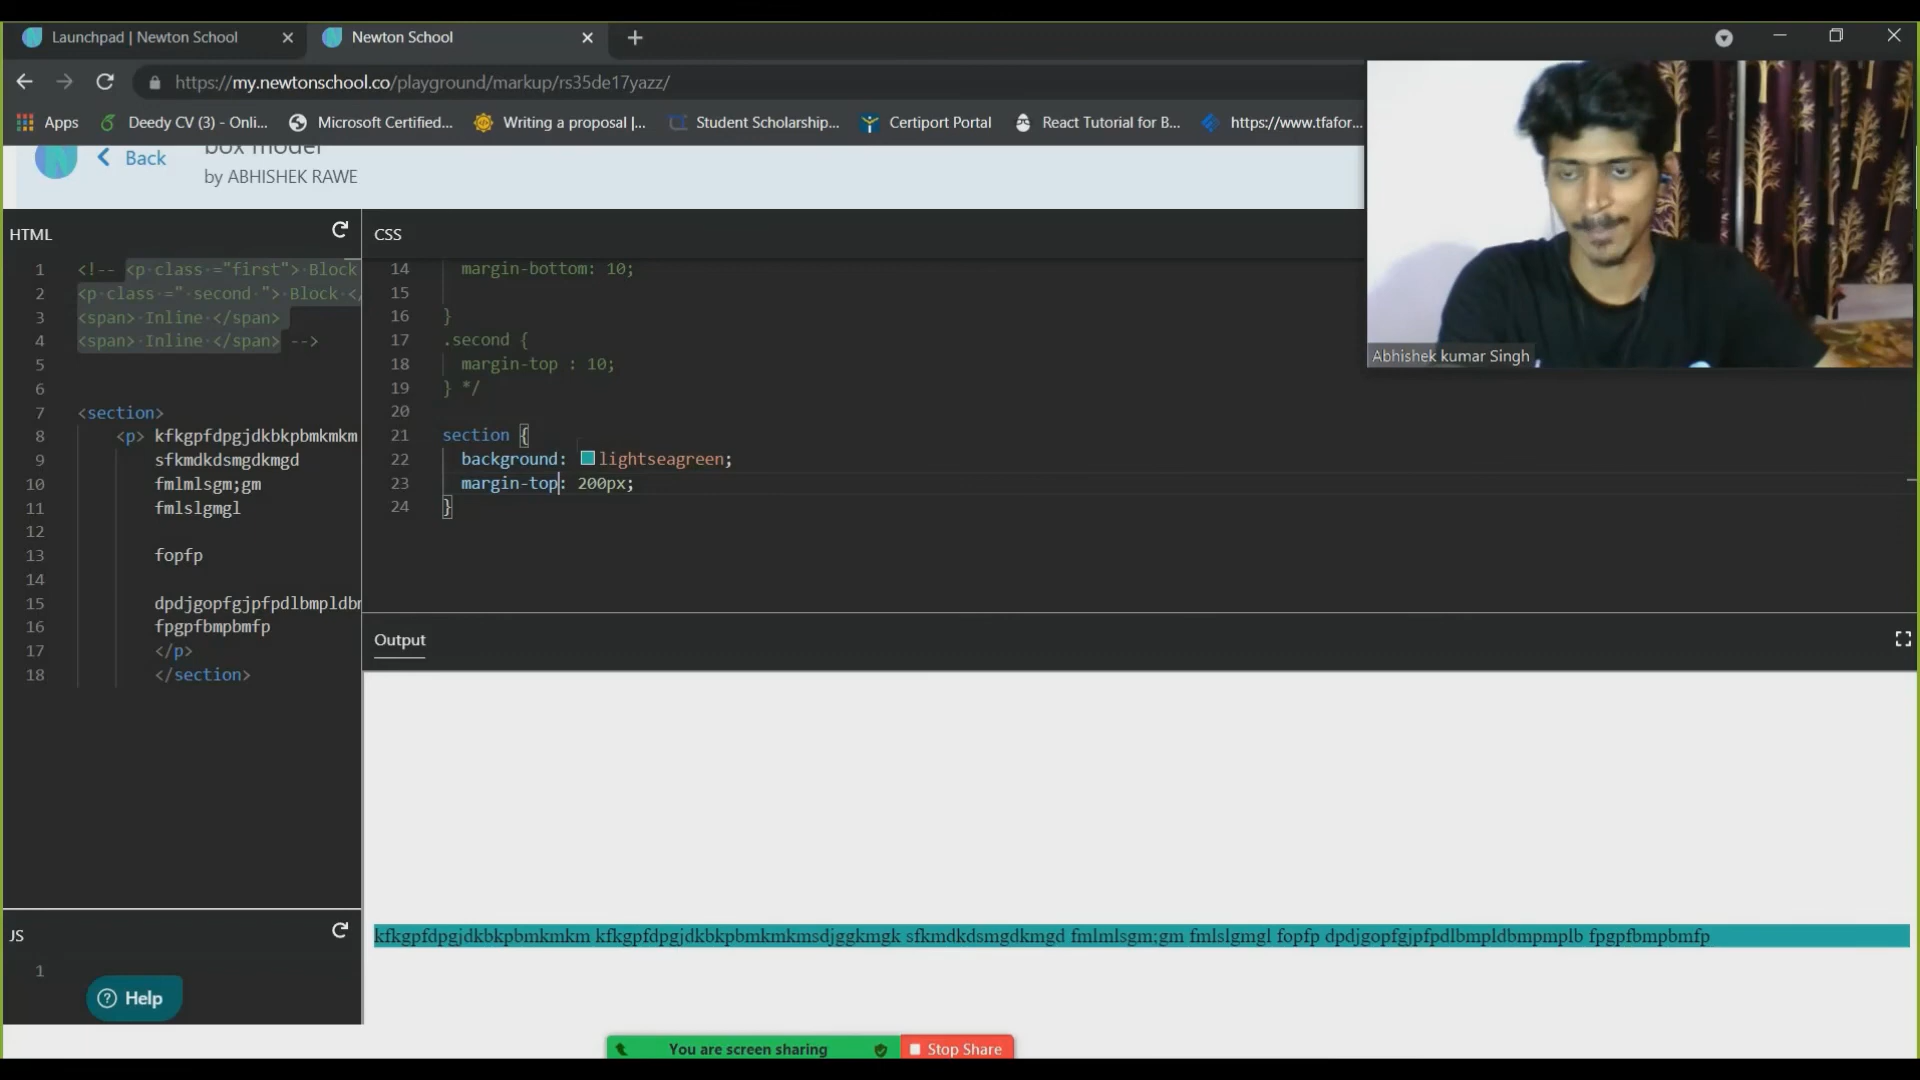 Launchpad | Newton School
Newton School
https://my.newtonschool.co/playground/markup/rs35de17yazz/
Apps
Deedy CV (3) - Onli...
Microsoft Certified...
Writing a proposal |...
Student Scholarship...
Certiport Portal
React Tutorial for B...
https://www.tfafor...
Back
box model
by ABHISHEK RAWE
Abhishek kumar Singh
HTML
1 <!-- <p class ="first"> Block
2 <p class =" second "> Block </
3 <span> Inline </span>
4 <span> Inline </span> -->
5
6
7 <section>
8 <p> kfkgpfdpgjdkbkpbmkmkm
9 sfkmdkdsmgdkmgd
10 fmlmlsgm;gm
11 fmlslgmgl
12
13 fopfp
14
15 dpdjgopfgjpfpdlbmpldbm
16 fpgpfbmpbmfp
17 </p>
18 </section>
CSS
14 margin-bottom: 10;
15
16 }
17 .second {
18 margin-top : 10;
19 } */
20
21 section {
22 background: lightseagreen;
23 margin-top: 200px;
24 }
Output
kfkgpfdpgjdkbkpbmkmkm kfkgpfdpgjdkbkpbmkmkmsdjggkmgk sfkmdkdsmgdkmgd fmlmlsgm;gm fmlslgmgl fopfp dpdjgopfgjpfpdlbmpldbmpmplb fpgpfbmpbmfp
JS
1
Help
You are screen sharing
Stop Share